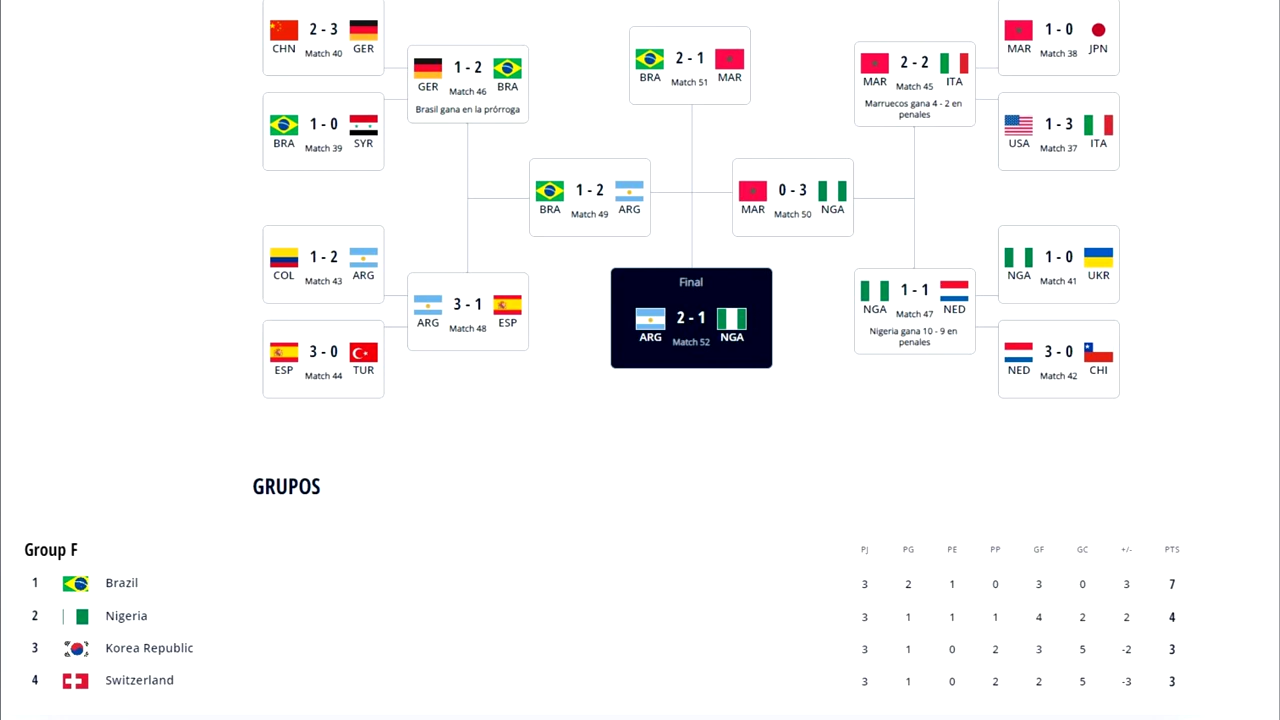 2 - 3
CHN GER
Match 40
1 - 0
BRA SYR
Match 39
1 - 2
COL ARG
Match 43
3 - 0
ESP TUR
Match 44
1 - 2
GER BRA
Match 46
Brasil gana en la prórroga
3 - 1
ARG ESP
Match 48
1 - 2
BRA ARG
Match 49
2 - 1
BRA MAR
Match 51
Final
2 - 1
ARG NGA
Match 52
0 - 3
MAR NGA
Match 50
2 - 2
MAR ITA
Match 45
Marruecos gana 4 - 2 en
penales
1 - 1
NGA NED
Match 47
Nigeria gana 10 - 9 en
penales
1 - 0
MAR JPN
Match 38
1 - 3
USA ITA
Match 37
1 - 0
NGA UKR
Match 41
3 - 0
NED CHI
Match 42
GRUPOS
Group F PJ PG PE PP GF GC +/- PTS
1 Brazil 3 2 1 0 3 0 3 7
2 Nigeria 3 1 1 1 4 2 2 4
3 Korea Republic 3 1 0 2 3 5 -2 3
4 Switzerland 3 1 0 2 2 5 -3 3